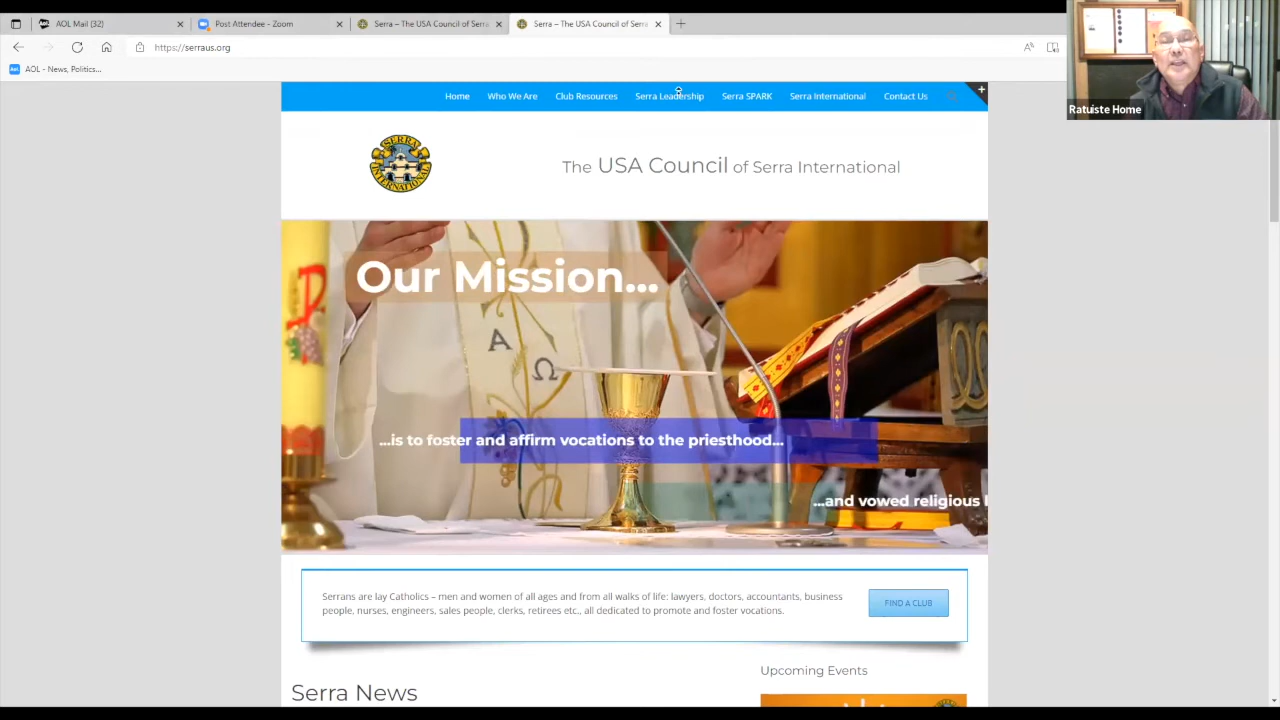 AOL Mail (32)
Post Attendee - Zoom
Serra – The USA Council of Serra
Serra – The USA Council of Serra
https://serraus.org
AOL - News, Politics...
Home
Who We Are
Club Resources
Serra Leadership
Serra SPARK
Serra International
Contact Us
Ratuiste Home
SERRA
INTERNATIONAL
The USA Council of Serra International
Our Mission...
Α
Ω
...is to foster and affirm vocations to the priesthood...
...and vowed religious
Serrans are lay Catholics – men and women of all ages and from all walks of life: lawyers, doctors, accountants, business
people, nurses, engineers, sales people, clerks, retirees etc., all dedicated to promote and foster vocations.
FIND A CLUB
Upcoming Events
Serra News